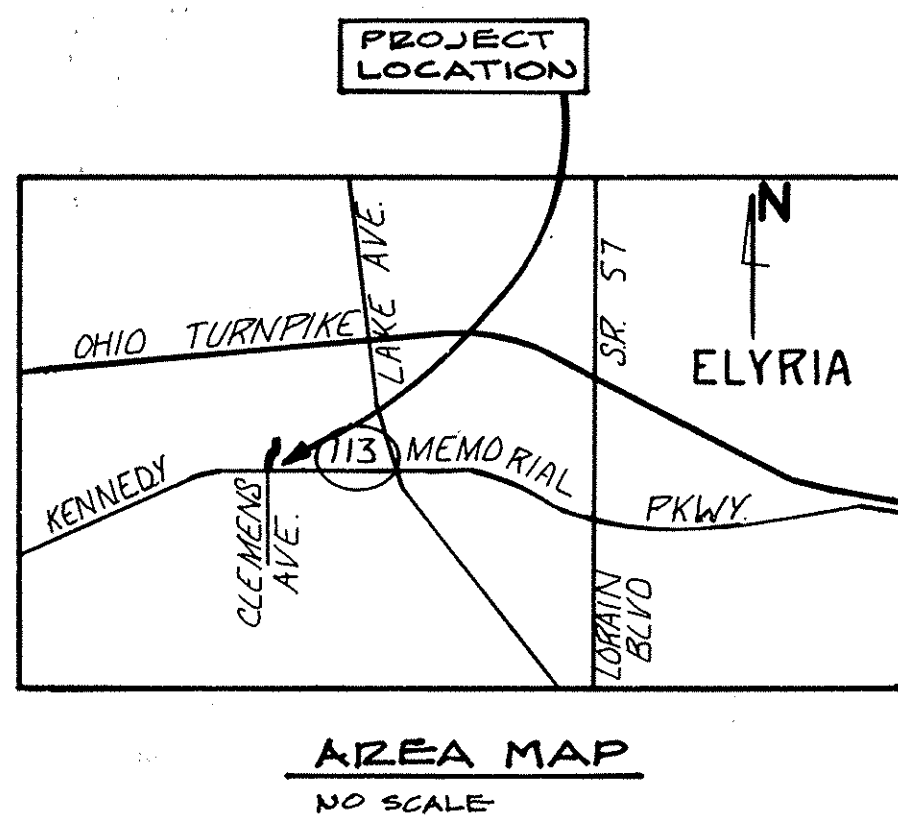 PROJECT
LOCATION
N
LAKE AVE.
S.R. 57
OHIO TURNPIKE
ELYRIA
113
MEMORIAL
KENNEDY
PKWY.
CLEMENS
AVE.
LORAIN
BLVD
AREA MAP
NO SCALE